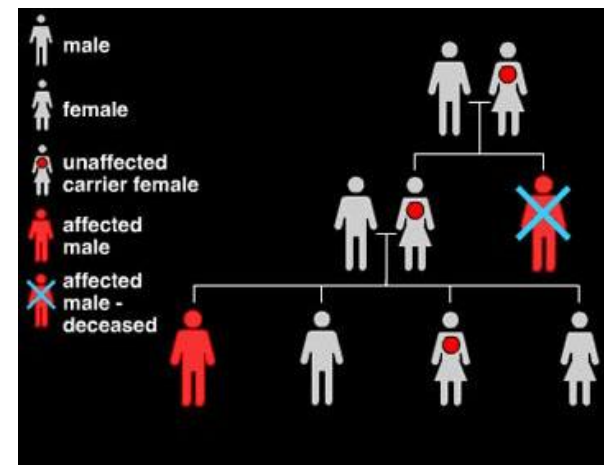 male
female
unaffected
carrier female
affected
male
affected
male -
deceased